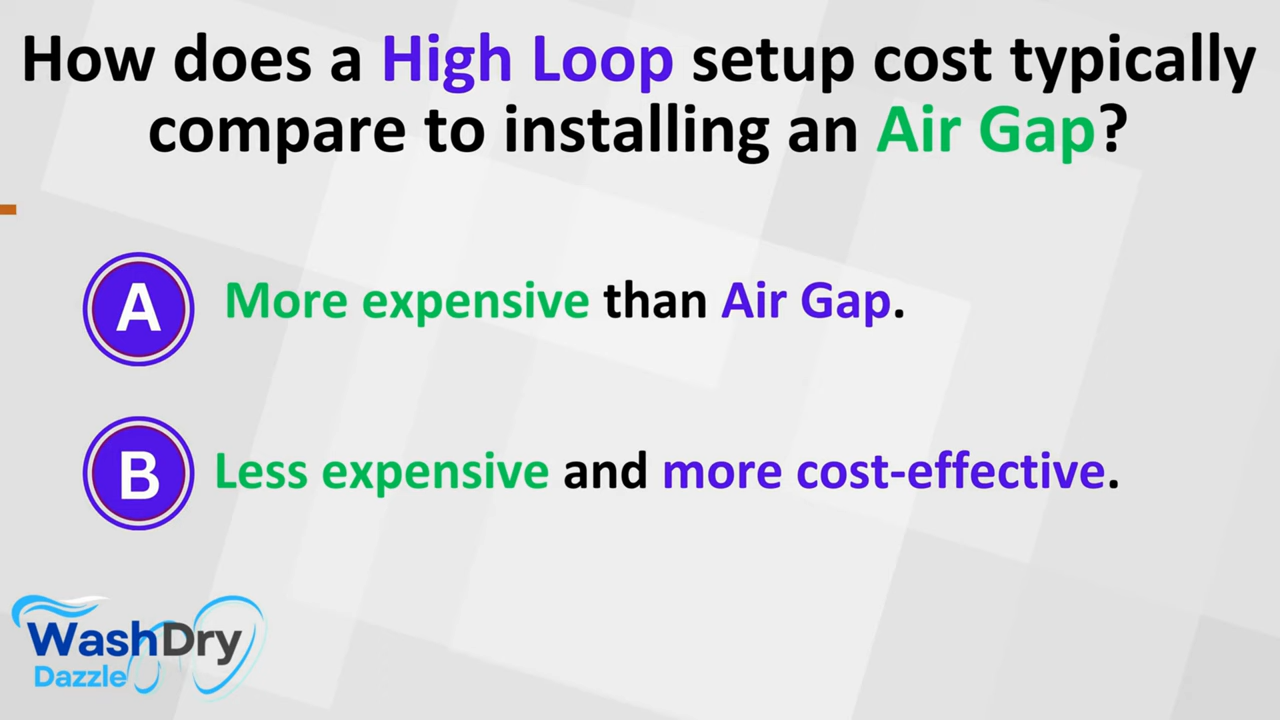 How does a High Loop setup cost typically
compare to installing an Air Gap?
A
More expensive than Air Gap.
B
Less expensive and more cost-effective.
WashDry
Dazzle